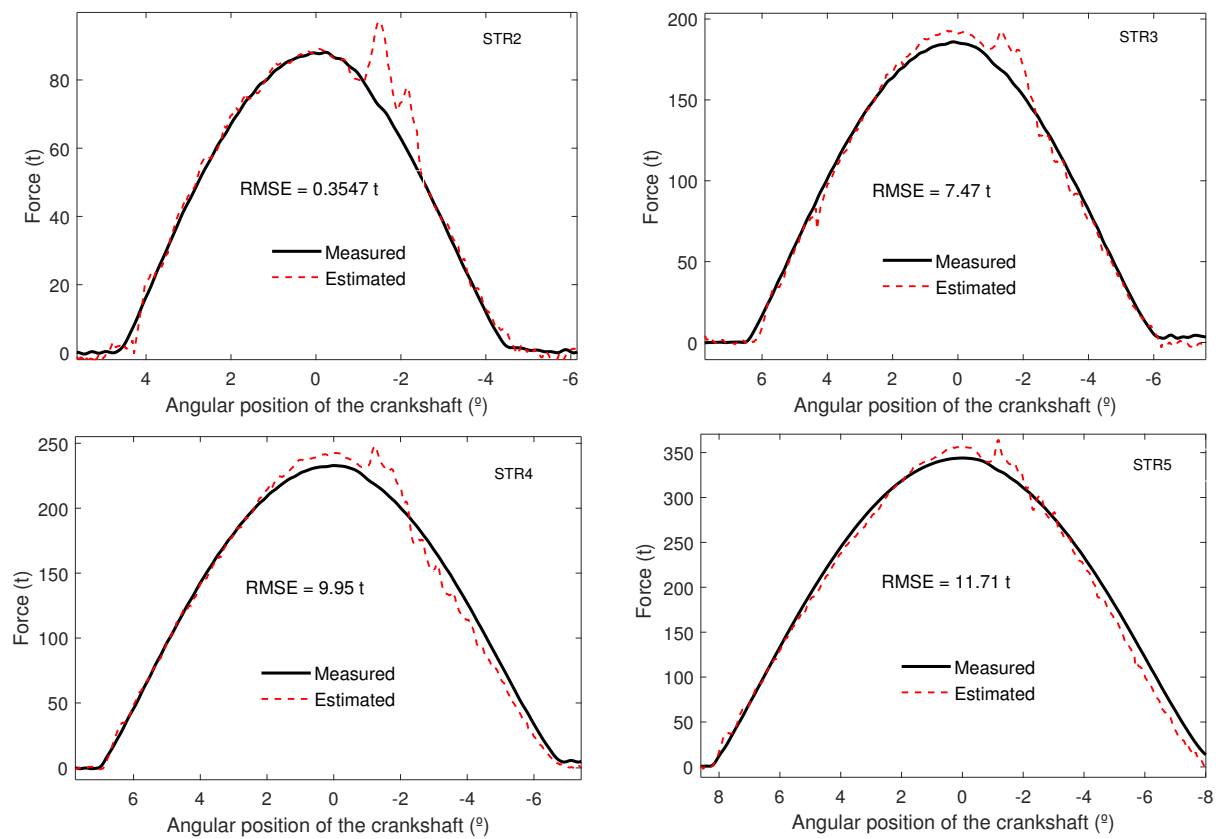 STR2
80
60
40
20
0
Force (t)
RMSE = 0.3547 t
Measured
Estimated
4 2 0 -2 -4 -6
Angular position of the crankshaft (º)
STR3
200
150
100
50
0
Force (t)
RMSE = 7.47 t
Measured
Estimated
6 4 2 0 -2 -4 -6
Angular position of the crankshaft (º)
STR4
250
200
150
100
50
0
Force (t)
RMSE = 9.95 t
Measured
Estimated
6 4 2 0 -2 -4 -6
Angular position of the crankshaft (º)
STR5
350
300
250
200
150
100
50
0
Force (t)
RMSE = 11.71 t
Measured
Estimated
8 6 4 2 0 -2 -4 -6 -8
Angular position of the crankshaft (º)